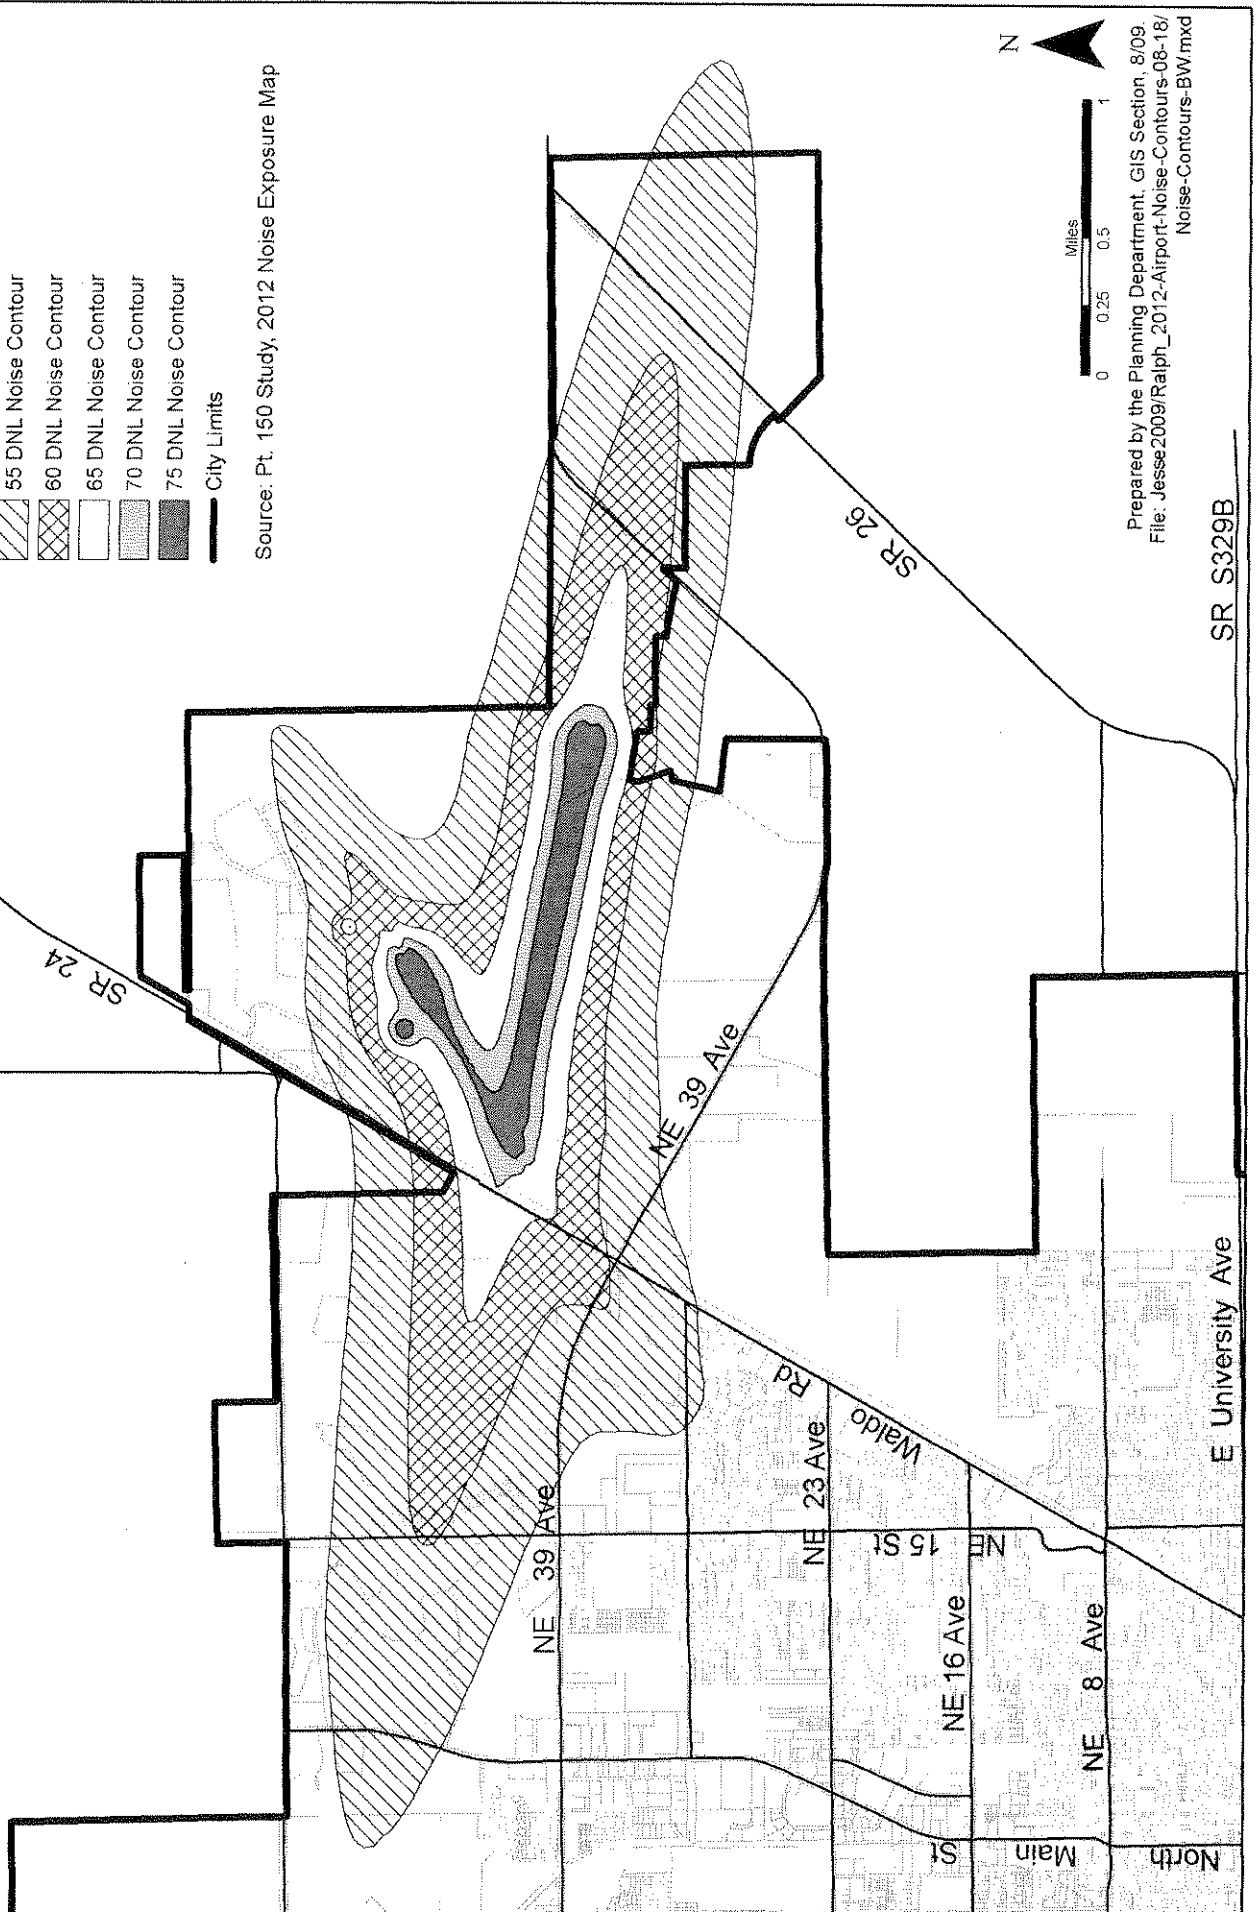 55 DNL Noise Contour
60 DNL Noise Contour
65 DNL Noise Contour
70 DNL Noise Contour
75 DNL Noise Contour
City Limits
Source: Pt. 150 Study, 2012 Noise Exposure Map
SR 24
NE 39 Ave
NE 39 Ave
Waldo Rd
NE 23 Ave
NE 15 St
NE 16 Ave
NE 8 Ave
North Main St
E University Ave
SR 26
SR S329B
N
Miles
0 0.25 0.5 1
Prepared by the Planning Department, GIS Section, 8/09.
File: Jesse2009/Ralph_2012-Airport-Noise-Contours-08-18/
Noise-Contours-BW.mxd